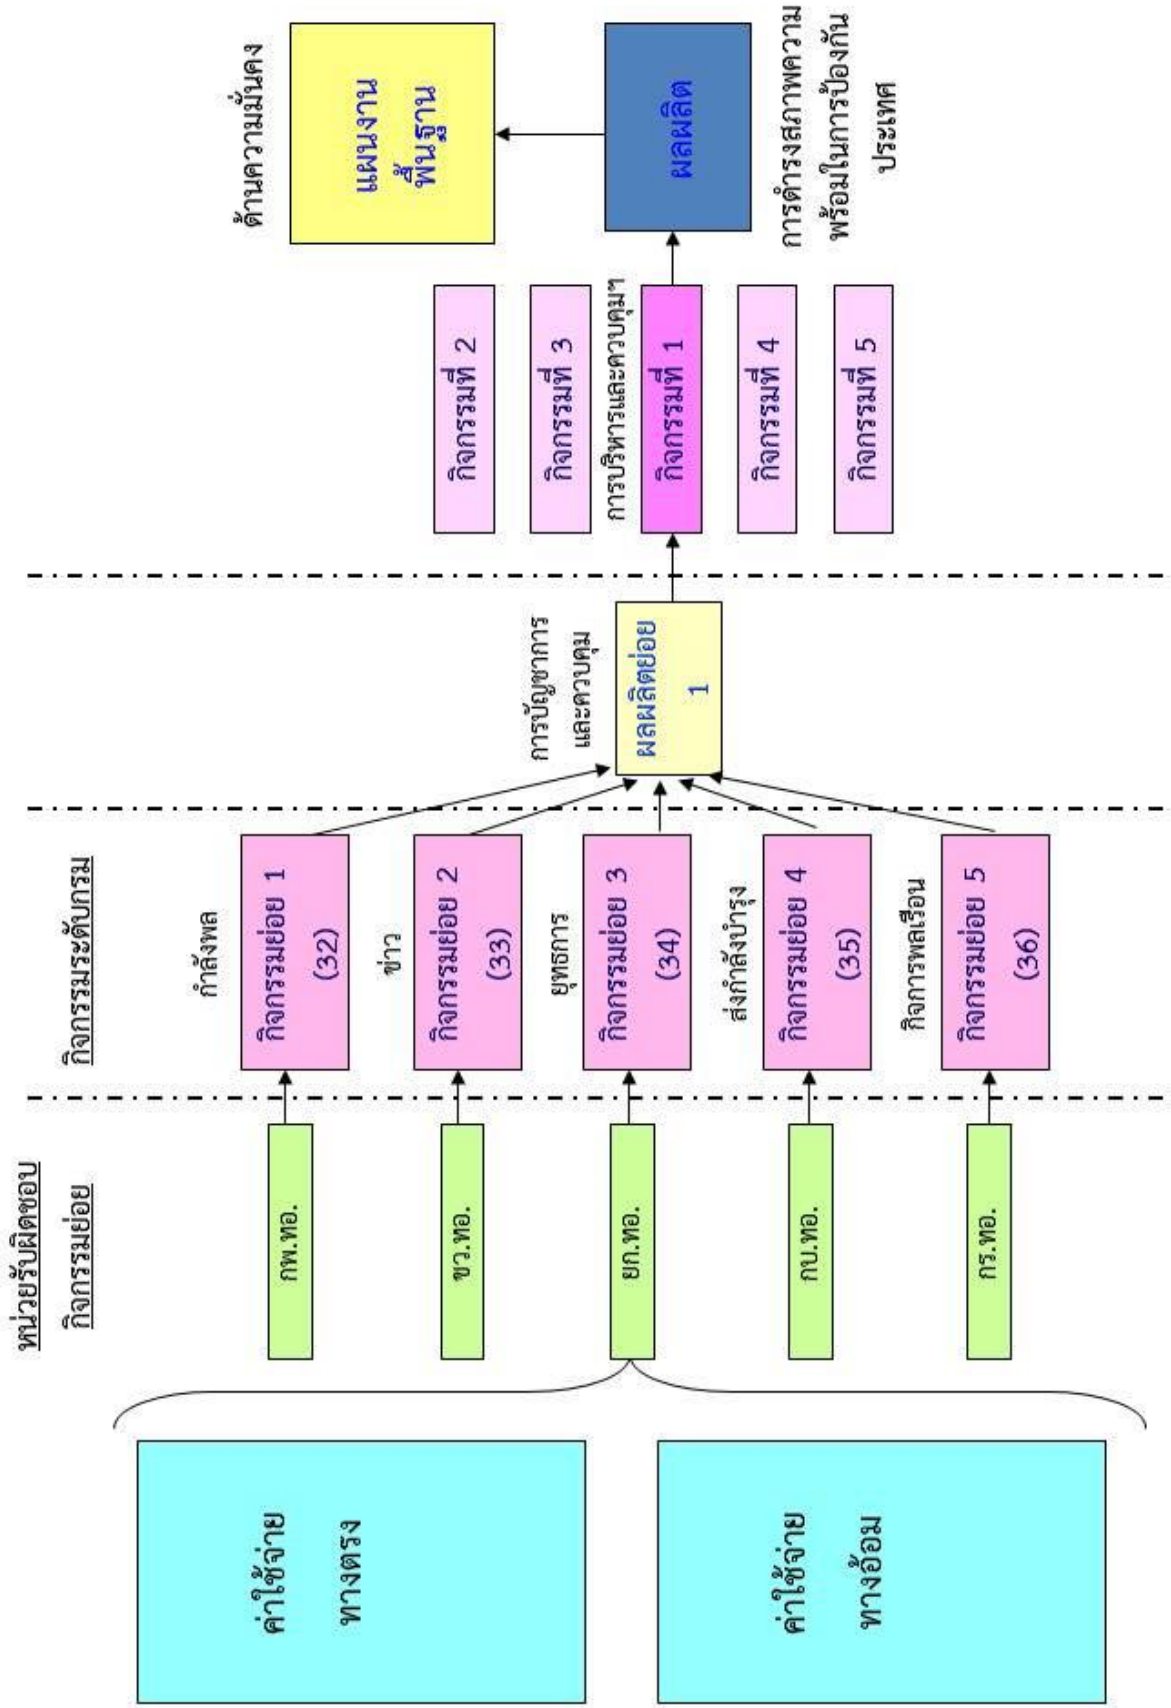 หน่วยรับผิดชอบ
กิจกรรมย่อย
กิจกรรมระดับกรม
ค่าใช้จ่าย
ทางตรง
ค่าใช้จ่าย
ทางอ้อม
กพ.ทอ.
ขว.ทอ.
ยก.ทอ.
กบ.ทอ.
กร.ทอ.
กำลังพล
กิจกรรมย่อย 1
(32)
ข่าว
กิจกรรมย่อย 2
(33)
ยุทธการ
กิจกรรมย่อย 3
(34)
ส่งกำลังบำรุง
กิจกรรมย่อย 4
(35)
กิจการพลเรือน
กิจกรรมย่อย 5
(36)
การบัญชาการ
และควบคุม
ผลผลิตย่อย
1
กิจกรรมที่ 2
กิจกรรมที่ 3
การบริหารและควบคุมฯ
กิจกรรมที่ 1
กิจกรรมที่ 4
กิจกรรมที่ 5
ด้านความมั่นคง
แผนงาน
พื้นฐาน
ผลผลิต
การดำรงสภาพความ
พร้อมในการป้องกัน
ประเทศ